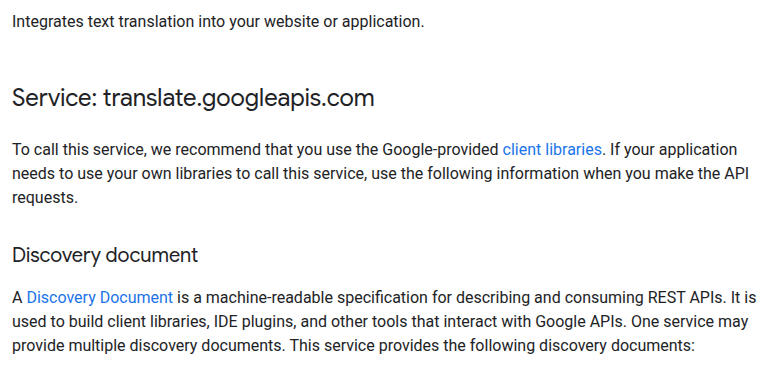 Integrates text translation into your website or application.
Service: translate.googleapis.com
To call this service, we recommend that you use the Google-provided client libraries. If your application
needs to use your own libraries to call this service, use the following information when you make the API
requests.
Discovery document
A Discovery Document is a machine-readable specification for describing and consuming REST APIs. It is
used to build client libraries, IDE plugins, and other tools that interact with Google APIs. One service may
provide multiple discovery documents. This service provides the following discovery documents: